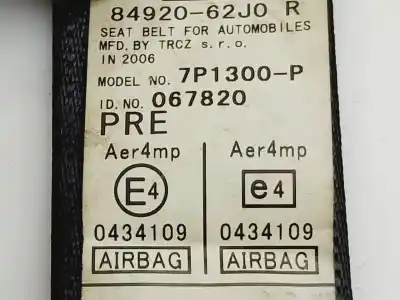 84920-62J0 R
SEAT BELT FOR AUTOMOBILES
MFD. BY TRCZ s.r.o.
IN 2006
MODEL NO. 7P1300-P
ID. NO. 067820
PRE
Aer4mp Aer4mp
E4 e4
0434109 0434109
AIRBAG AIRBAG